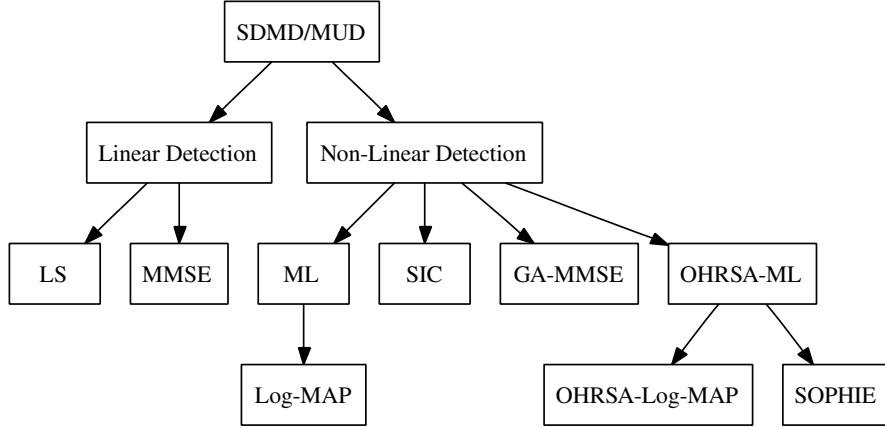 SDMD/MUD
Linear Detection
Non-Linear Detection
LS
MMSE
ML
SIC
GA-MMSE
OHRSA-ML
Log-MAP
OHRSA-Log-MAP
SOPHIE